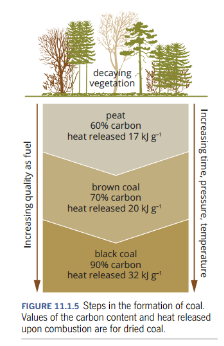 decaying
vegetation
peat
60% carbon
heat released 17 kJ g⁻¹
brown coal
70% carbon
heat released 20 kJ g⁻¹
black coal
90% carbon
heat released 32 kJ g⁻¹
Increasing quality as fuel
Increasing time, pressure, temperature
FIGURE 11.1.5 Steps in the formation of coal.
Values of the carbon content and heat released
upon combustion are for dried coal.